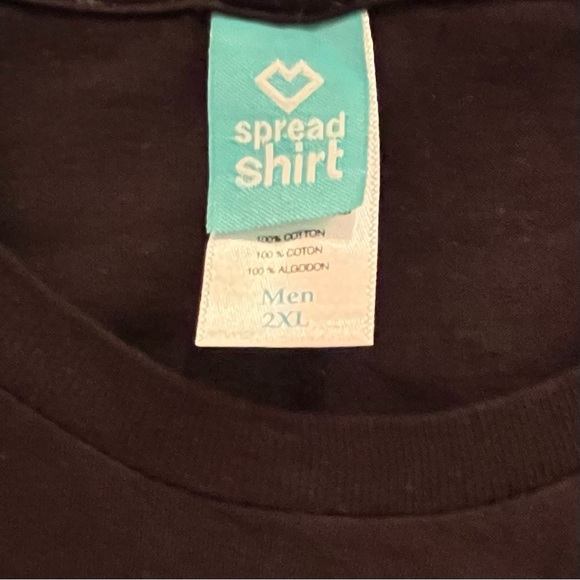 spread
shirt
100% COTTON
100 % COTON
100 % ALGODON
Men
2XL